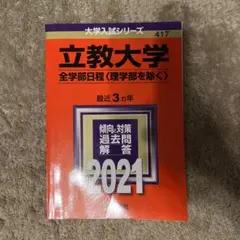 大学入試シリーズ
417
立教大学
全学部日程〈理学部を除く〉
最近3ヵ年
傾向と対策
過去問
解答
2021